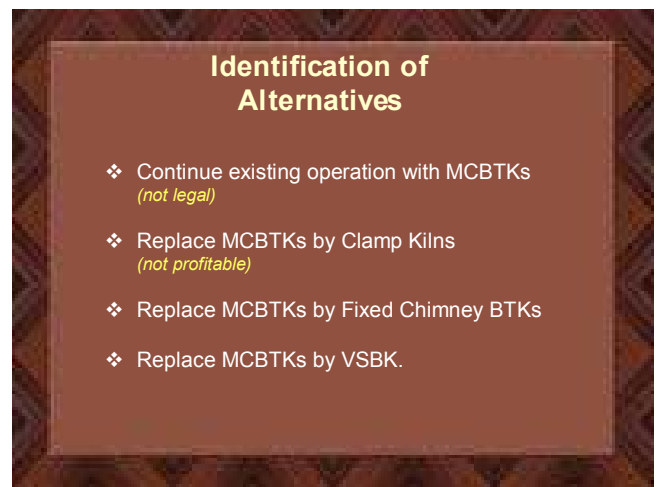 Identification of
Alternatives
❖ Continue existing operation with MCBTKs
(not legal)
❖ Replace MCBTKs by Clamp Kilns
(not profitable)
❖ Replace MCBTKs by Fixed Chimney BTKs
❖ Replace MCBTKs by VSBK.